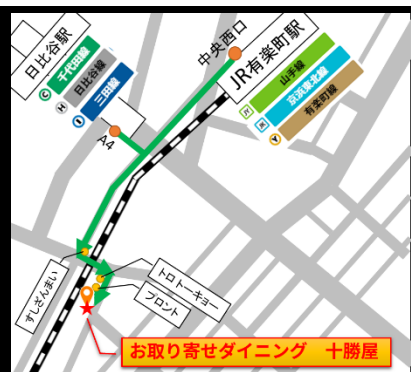 日比谷駅
千代田線
C
日比谷線
H
三田線
I
A4
中央西口
JR有楽町駅
山手線
JY
京浜東北線
JK
有楽町線
Y
すしざんまい
トロトーキョー
プロント
お取り寄せダイニング 十勝屋